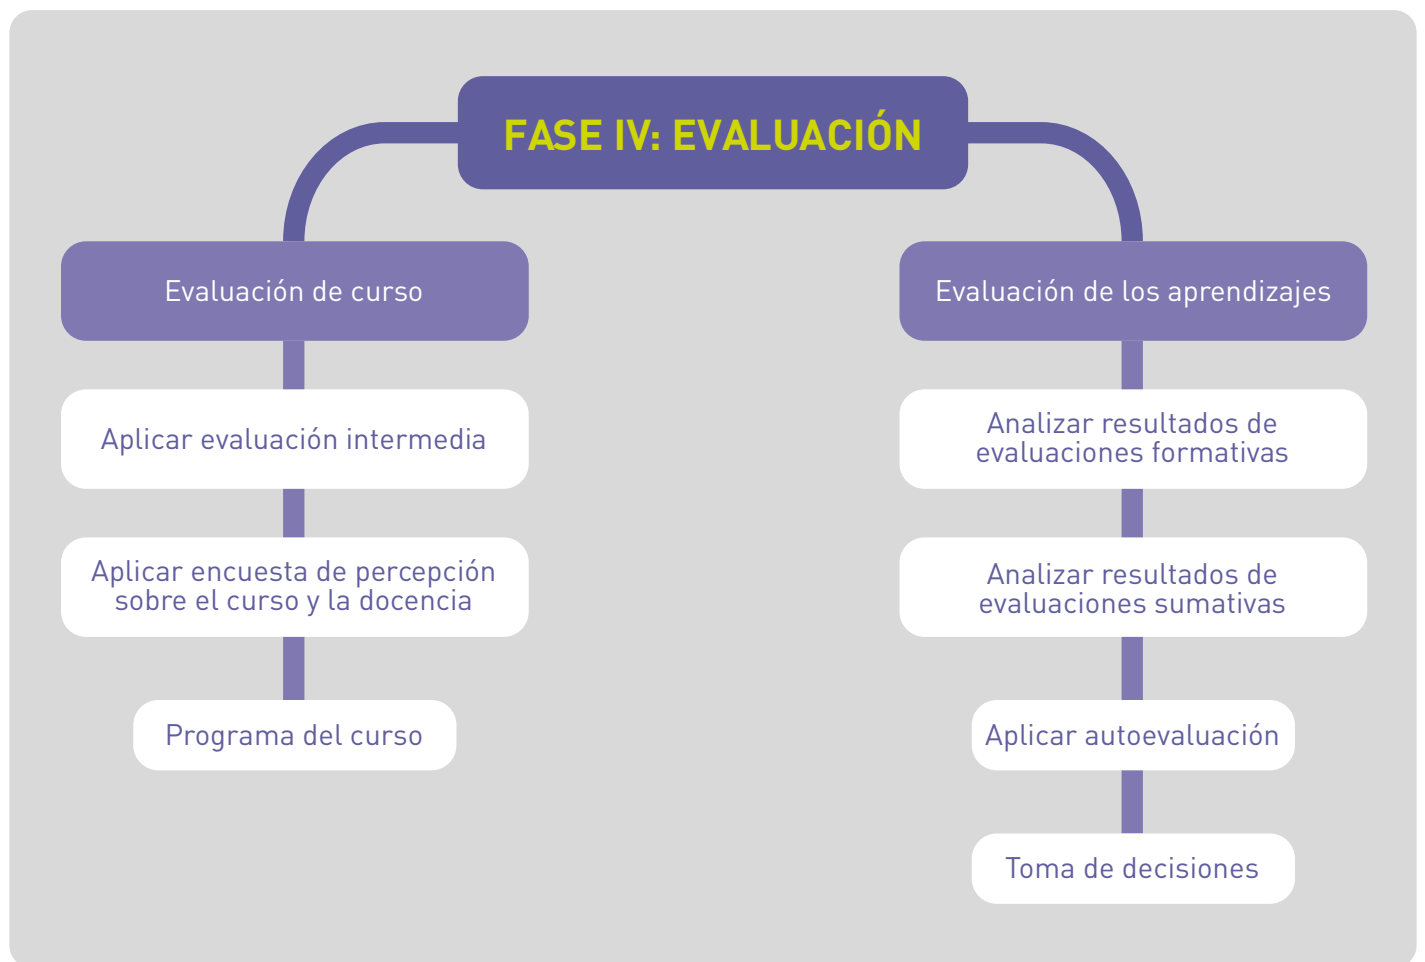 FASE IV: EVALUACIÓN
Evaluación de curso
Aplicar evaluación intermedia
Aplicar encuesta de percepción
sobre el curso y la docencia
Programa del curso
Evaluación de los aprendizajes
Analizar resultados de
evaluaciones formativas
Analizar resultados de
evaluaciones sumativas
Aplicar autoevaluación
Toma de decisiones